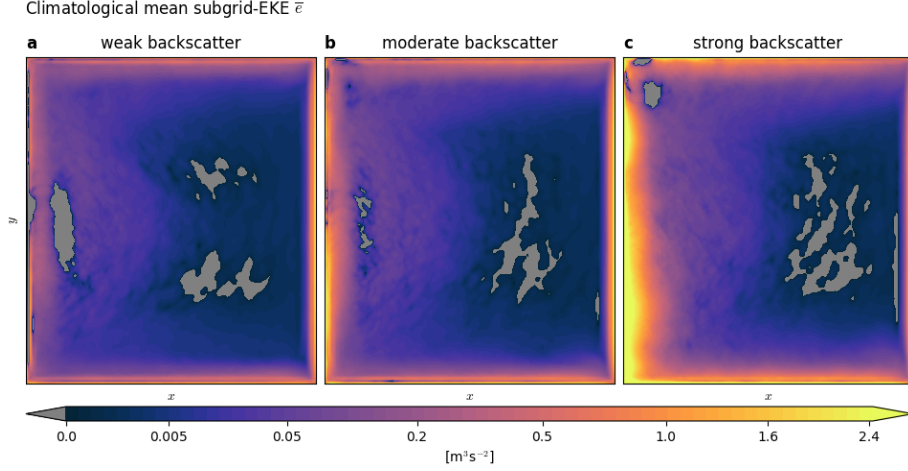 Climatological mean subgrid-EKE e̅
a weak backscatter b moderate backscatter c strong backscatter
y
x x x
0.0 0.005 0.05 0.2 0.5 1.0 1.6 2.4
[m³s⁻²]